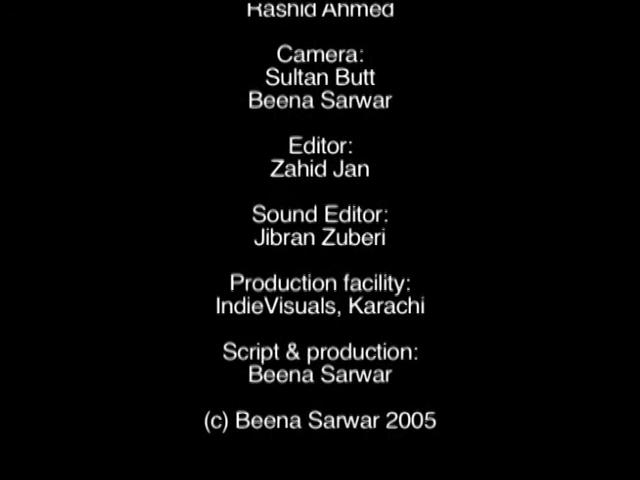 Rashid Ahmed
Camera:
Sultan Butt
Beena Sarwar
Editor:
Zahid Jan
Sound Editor:
Jibran Zuberi
Production facility:
IndieVisuals, Karachi
Script & production:
Beena Sarwar
(c) Beena Sarwar 2005